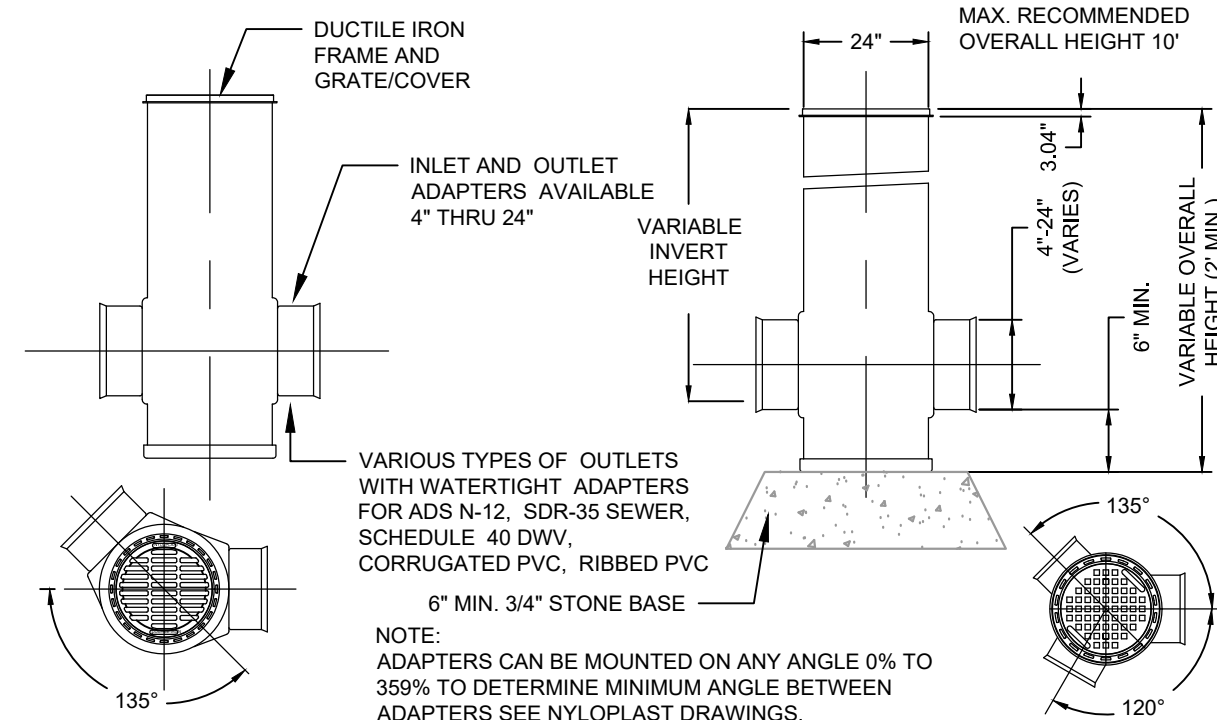 DUCTILE IRON
FRAME AND
GRATE/COVER
INLET AND OUTLET
ADAPTERS AVAILABLE
4" THRU 24"
VARIOUS TYPES OF OUTLETS
WITH WATERTIGHT ADAPTERS
FOR ADS N-12, SDR-35 SEWER,
SCHEDULE 40 DWV,
CORRUGATED PVC, RIBBED PVC
135°
MAX. RECOMMENDED
OVERALL HEIGHT 10'
24"
VARIABLE
INVERT
HEIGHT
3.04"
4"-24"
(VARIES)
6" MIN.
VARIABLE OVERALL
HEIGHT (2' MIN.)
6" MIN. 3/4" STONE BASE
135°
120°
NOTE:
ADAPTERS CAN BE MOUNTED ON ANY ANGLE 0% TO
359% TO DETERMINE MINIMUM ANGLE BETWEEN
ADAPTERS SEE NYLOPLAST DRAWINGS.